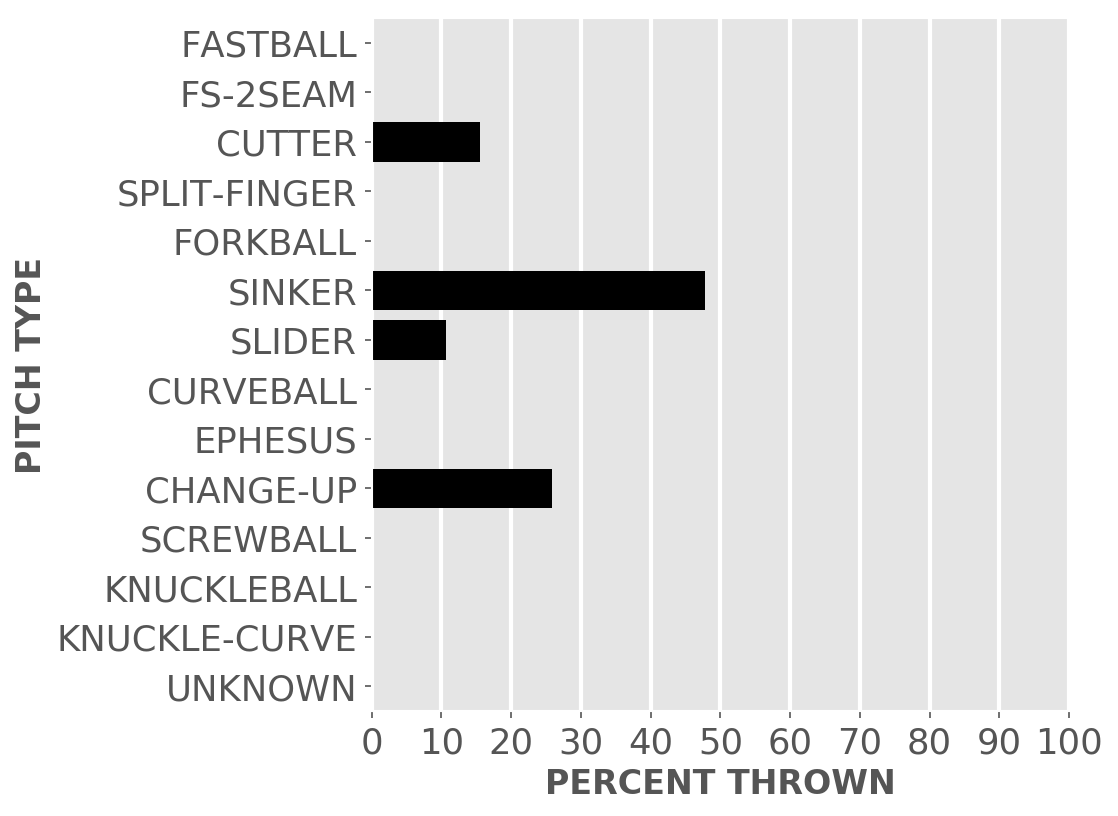 FASTBALL
FS-2SEAM
CUTTER
SPLIT-FINGER
FORKBALL
SINKER
SLIDER
CURVEBALL
EPHESUS
CHANGE-UP
SCREWBALL
KNUCKLEBALL
KNUCKLE-CURVE
UNKNOWN
PITCH TYPE
0 10 20 30 40 50 60 70 80 90 100
PERCENT THROWN